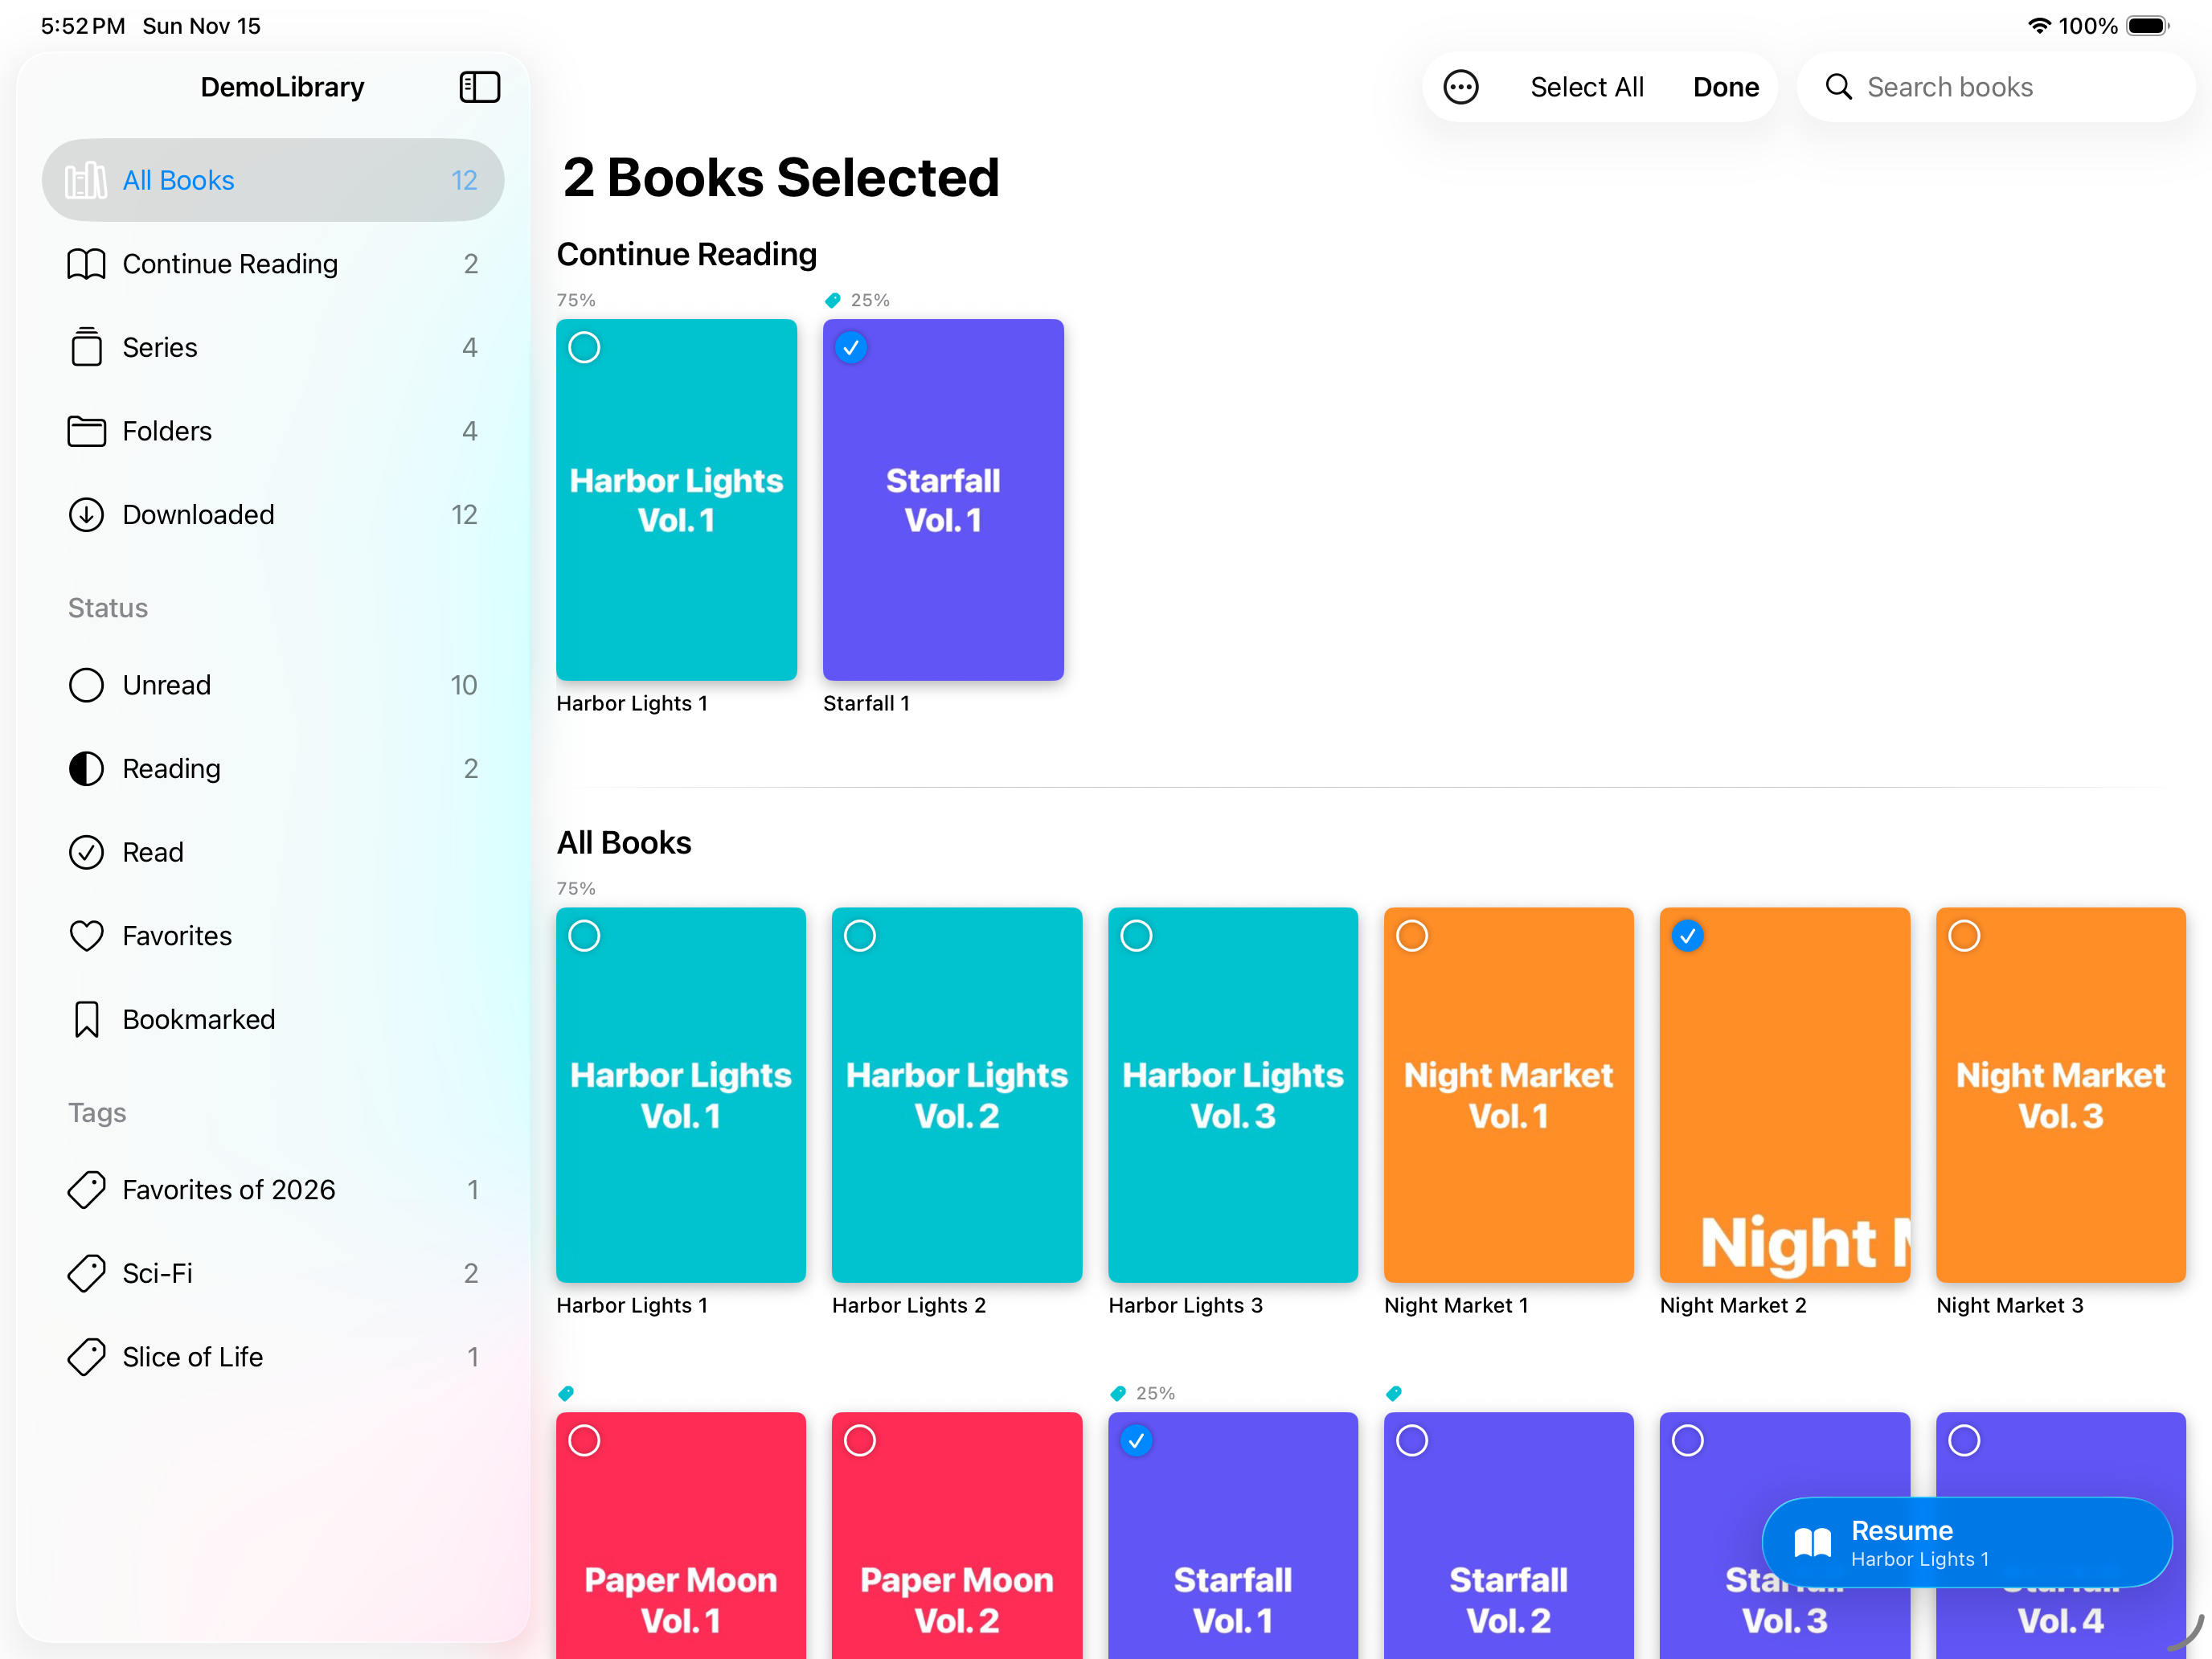 5:52 PM Sun Nov 15
100%
DemoLibrary
Select All
Done
Search books
All Books 12
Continue Reading 2
Series 4
Folders 4
Downloaded 12
Status
Unread 10
Reading 2
Read
Favorites
Bookmarked
Tags
Favorites of 2026 1
Sci-Fi 2
Slice of Life 1
2 Books Selected
Continue Reading
75%
25%
Harbor Lights
Vol. 1
Starfall
Vol. 1
Harbor Lights 1
Starfall 1
All Books
75%
Harbor Lights
Vol. 1
Harbor Lights
Vol. 2
Harbor Lights
Vol. 3
Night Market
Vol. 1
Night
Night Market
Vol. 3
Harbor Lights 1
Harbor Lights 2
Harbor Lights 3
Night Market 1
Night Market 2
Night Market 3
25%
Paper Moon
Vol. 1
Paper Moon
Vol. 2
Starfall
Vol. 1
Starfall
Vol. 2
Vol. 3
Vol. 4
Resume
Harbor Lights 1